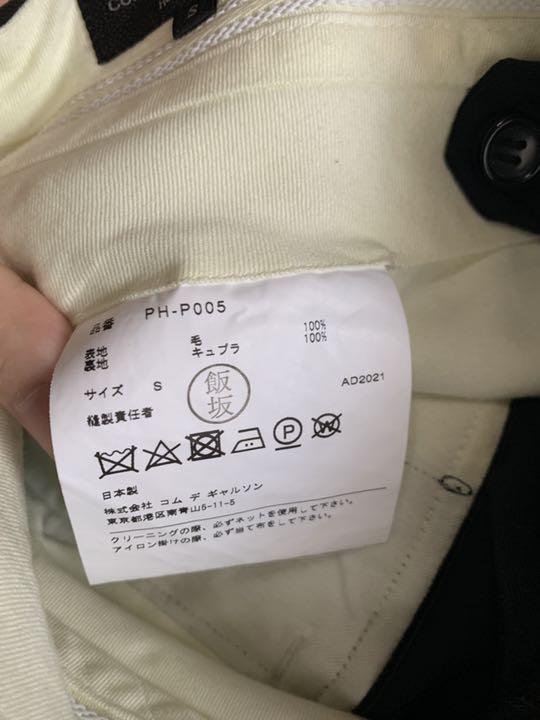 S
品番 PH-P005
表地 毛 100%
裏地 キュプラ 100%
サイズ S
飯坂
AD2021
縫製責任者
P
W
日本製
株式会社 コム デ ギャルソン
東京都港区南青山5-11-5
クリーニングの際、必ずネットを使用して下さい。
アイロン掛けの際、必ず当て布をして下さい。